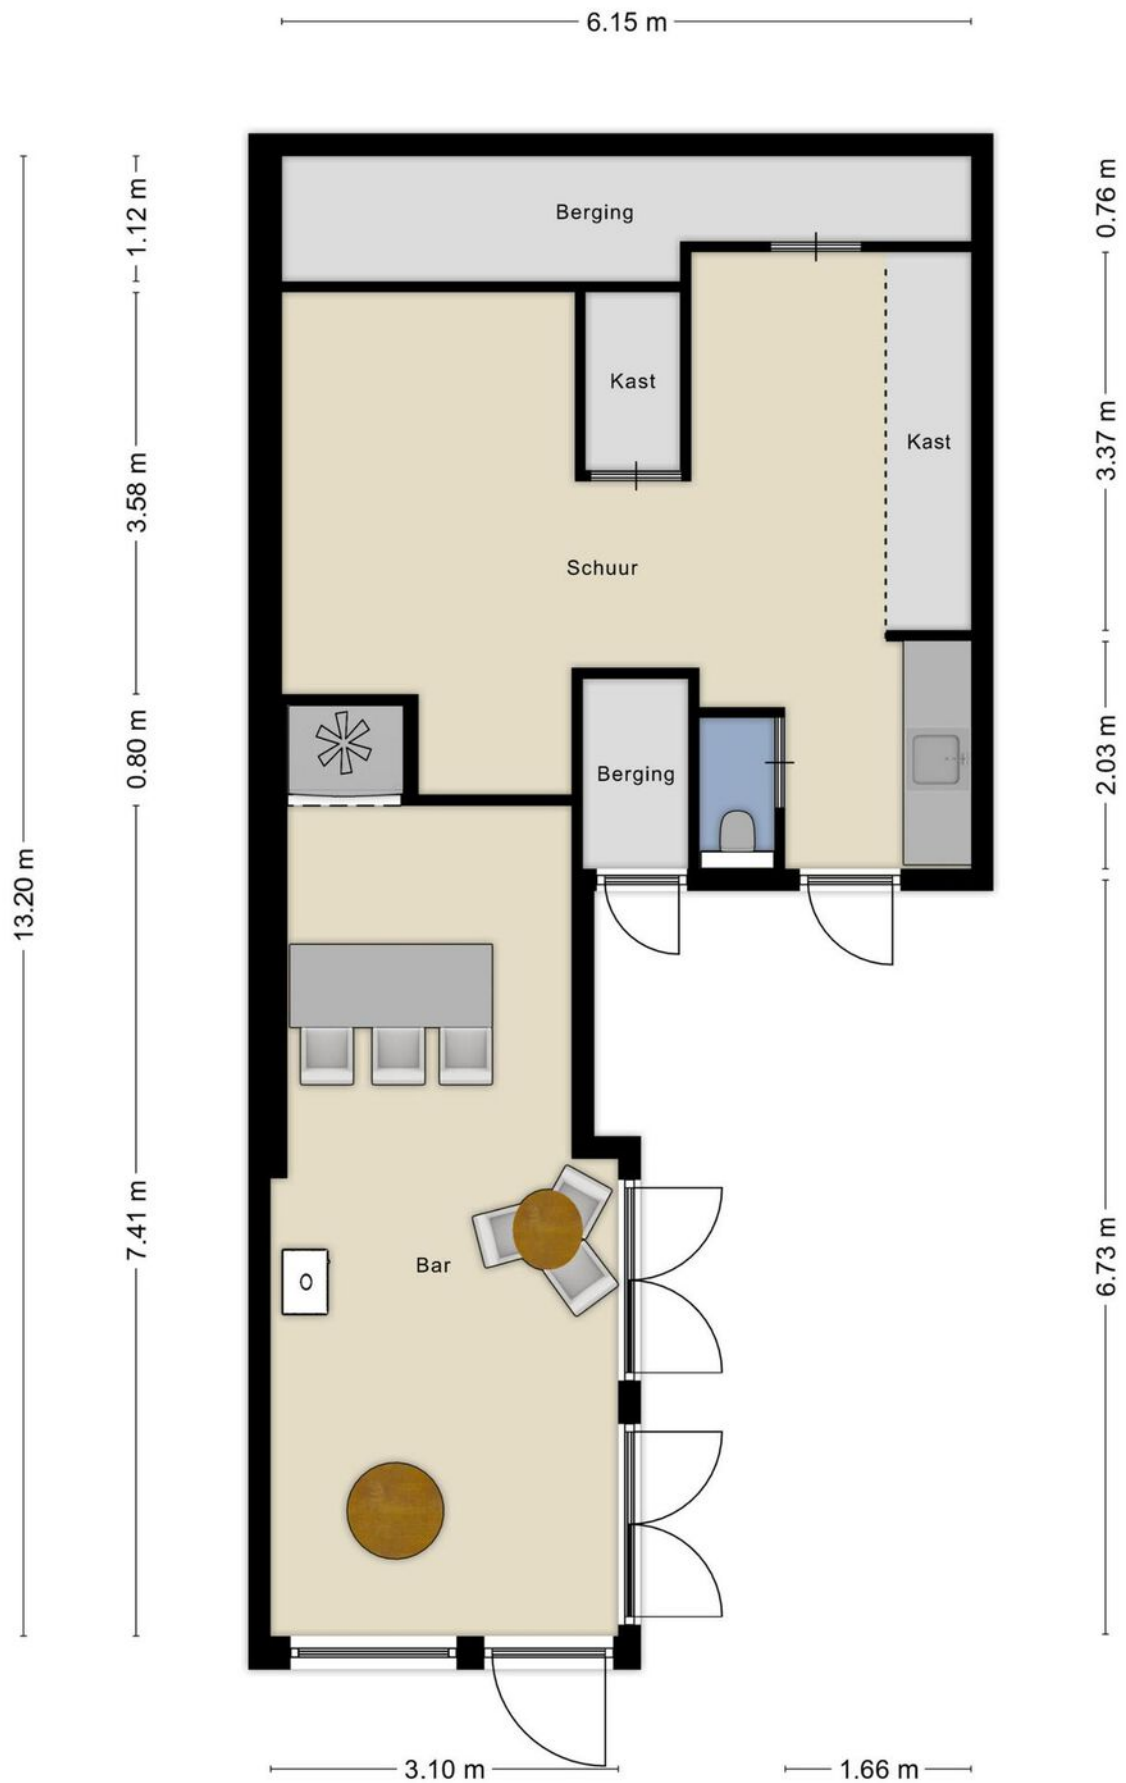 6.15 m
Berging
1.12 m
0.76 m
Kast
Kast
3.58 m
3.37 m
Schuur
0.80 m
Berging
2.03 m
13.20 m
7.41 m
Bar
6.73 m
3.10 m
1.66 m